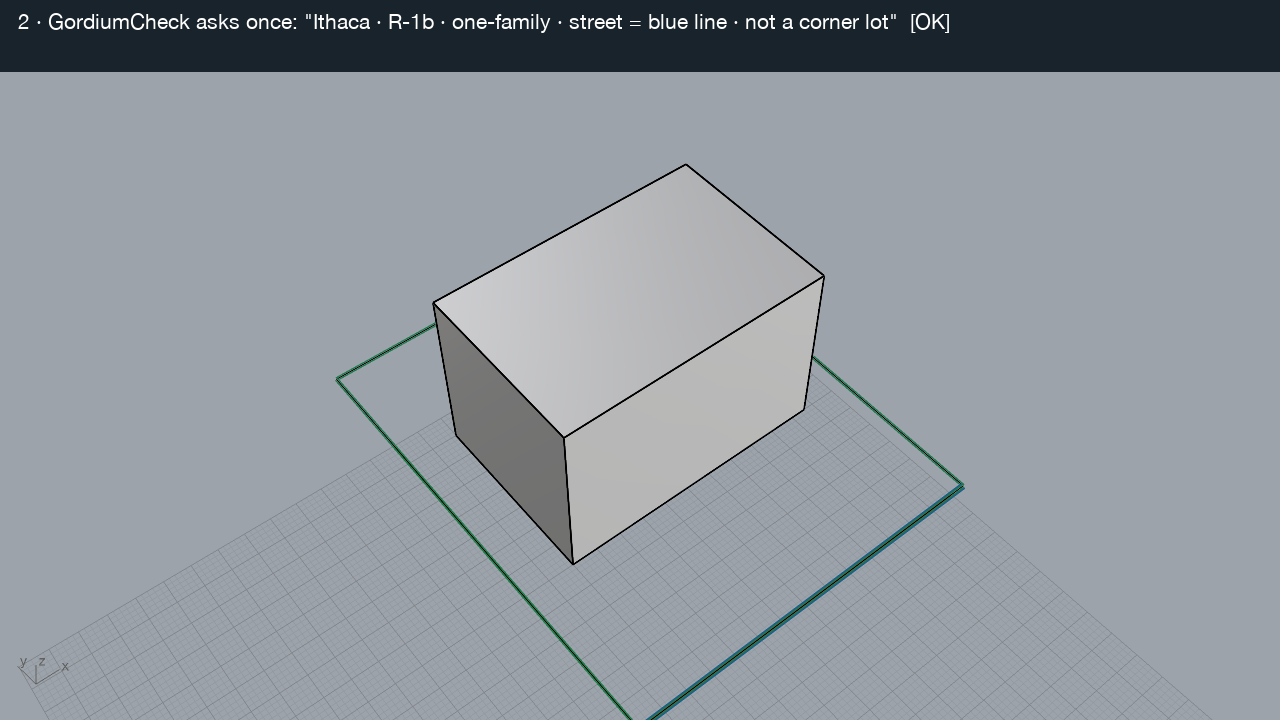 2 · GordiumCheck asks once: "Ithaca · R-1b · one-family · street = blue line · not a corner lot"  [OK]
y z x